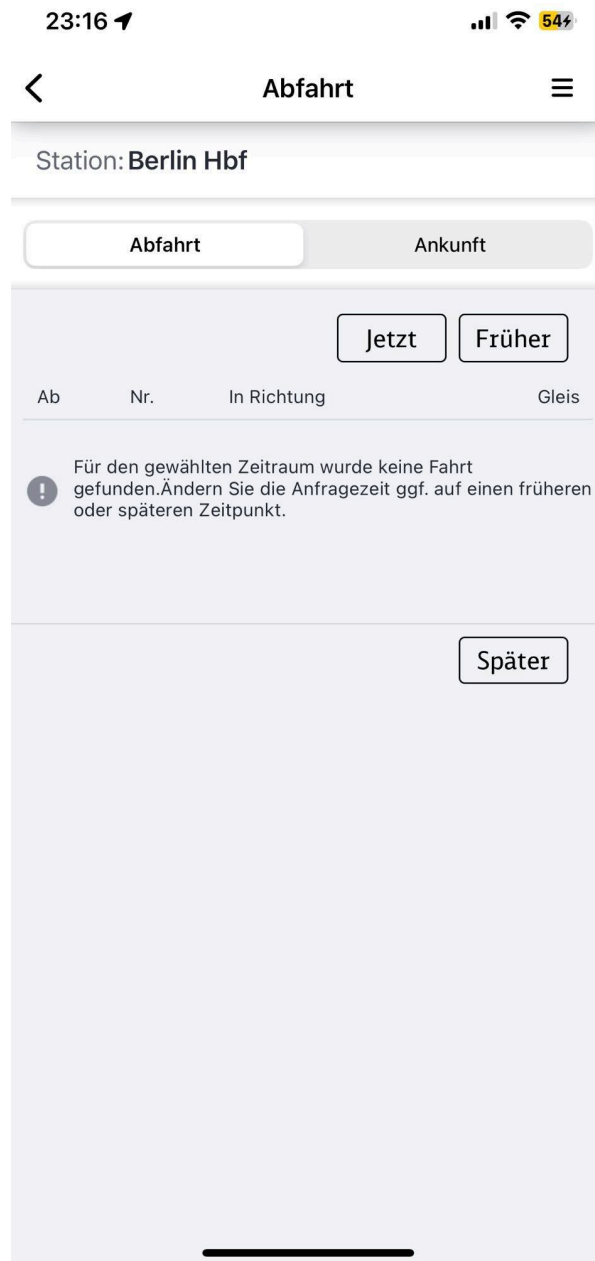 23:16
54
Abfahrt
Station: Berlin Hbf
Abfahrt Ankunft
Jetzt Früher
Ab Nr. In Richtung Gleis
Für den gewählten Zeitraum wurde keine Fahrt
gefunden.Ändern Sie die Anfragezeit ggf. auf einen früheren
oder späteren Zeitpunkt.
Später